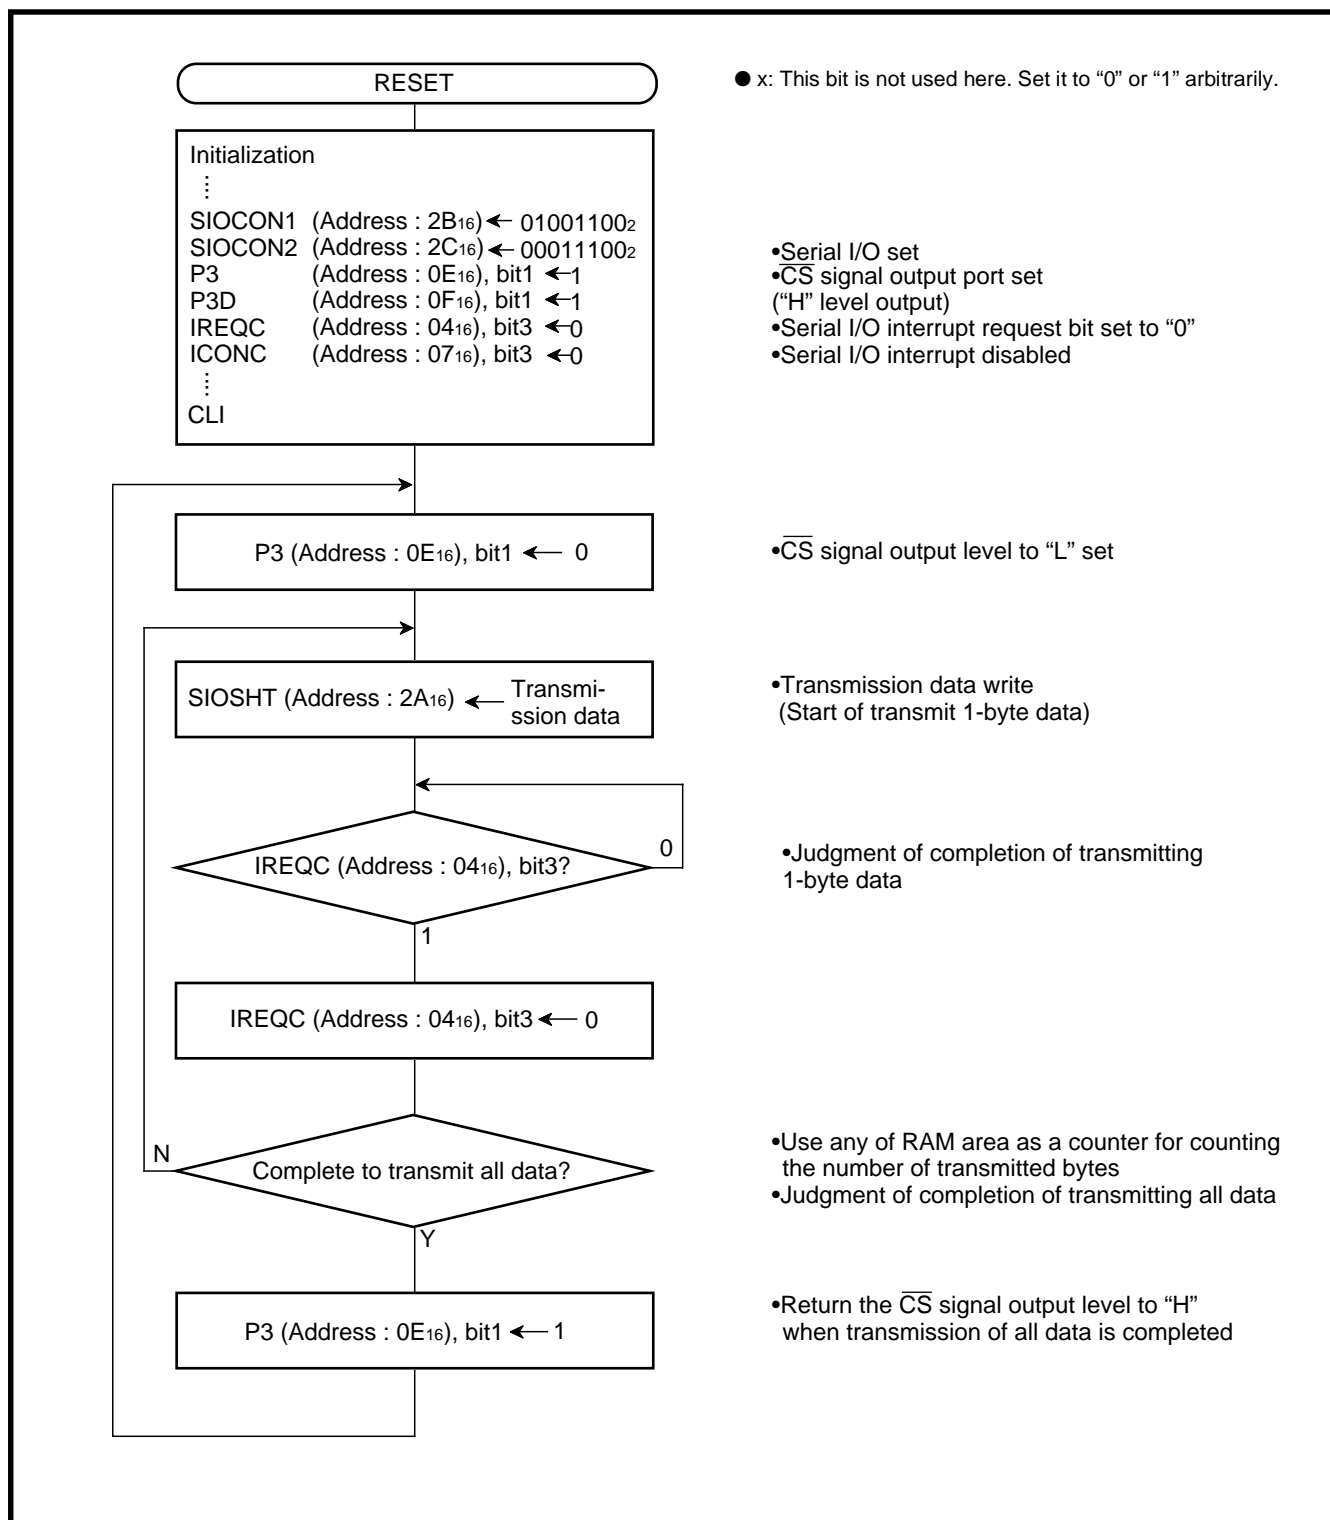 RESET
● x: This bit is not used here. Set it to “0” or “1” arbitrarily.
Initialization
SIOCON1 (Address : 2B₁₆) ← 01001100₂
SIOCON2 (Address : 2C₁₆) ← 00011100₂
P3 (Address : 0E₁₆), bit1 ← 1
P3D (Address : 0F₁₆), bit1 ← 1
IREQC (Address : 04₁₆), bit3 ← 0
ICONC (Address : 07₁₆), bit3 ← 0
CLI
•Serial I/O set
•C̅S̅ signal output port set
(“H” level output)
•Serial I/O interrupt request bit set to “0”
•Serial I/O interrupt disabled
P3 (Address : 0E₁₆), bit1 ← 0
•C̅S̅ signal output level to “L” set
SIOSHT (Address : 2A₁₆) ← Transmi-
ssion data
•Transmission data write
(Start of transmit 1-byte data)
IREQC (Address : 04₁₆), bit3?
0
1
•Judgment of completion of transmitting
1-byte data
IREQC (Address : 04₁₆), bit3 ← 0
N
Complete to transmit all data?
Y
•Use any of RAM area as a counter for counting
the number of transmitted bytes
•Judgment of completion of transmitting all data
P3 (Address : 0E₁₆), bit1 ← 1
•Return the C̅S̅ signal output level to “H”
when transmission of all data is completed